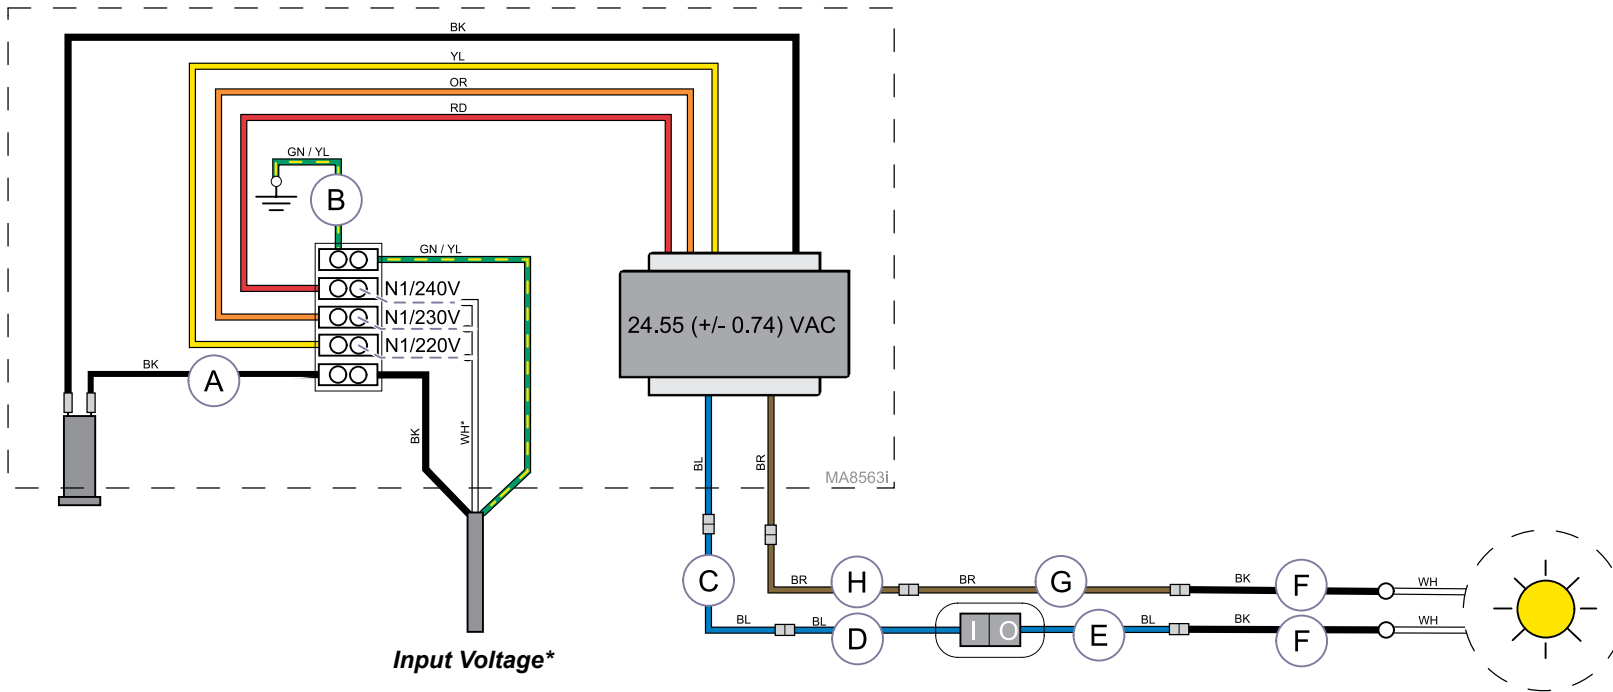 BK
YL
OR
RD
GN / YL
B
GN / YL
N1/240V
N1/230V
N1/220V
24.55 (+/- 0.74) VAC
BK
A
BK
WH*
BL
BR
MA8563i
C
BR
H
BR
G
BK
F
WH
BL
BL
D
I
O
E
BL
BK
F
WH
Input Voltage*